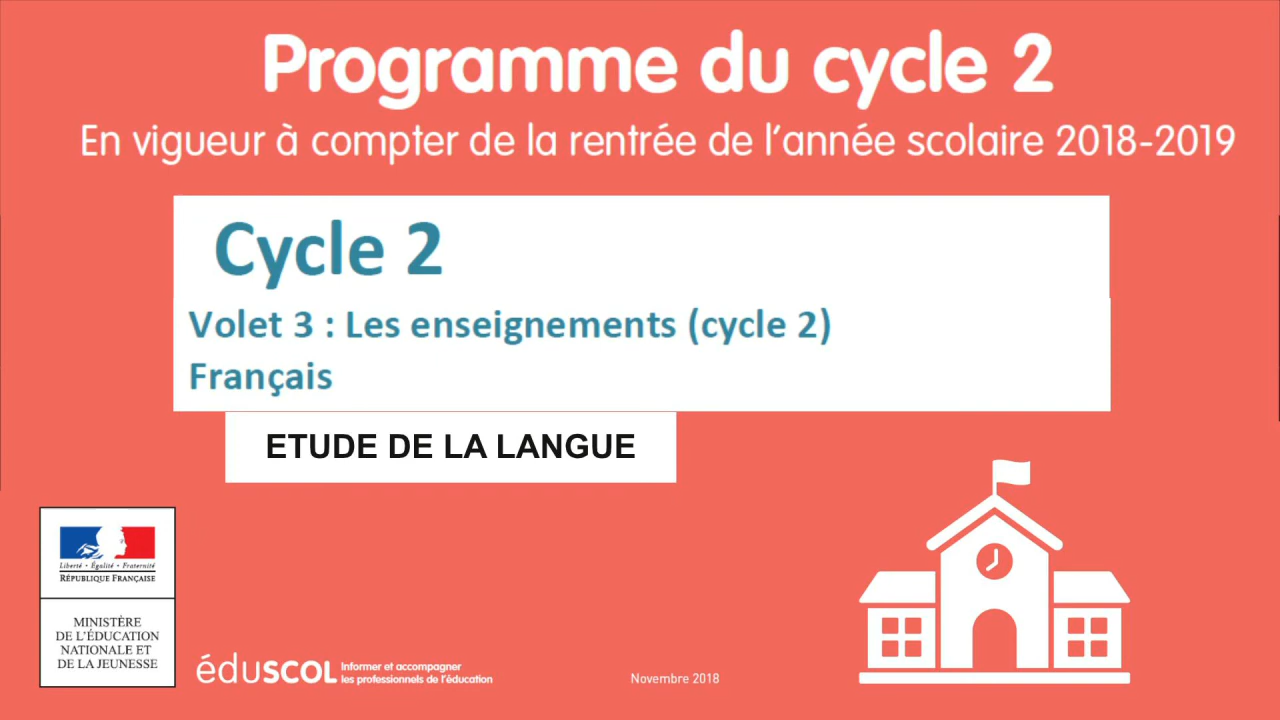 Programme du cycle 2
En vigueur à compter de la rentrée de l'année scolaire 2018-2019
Cycle 2
Volet 3 : Les enseignements (cycle 2)
Français
ETUDE DE LA LANGUE
Liberté • Égalité • Fraternité
RÉPUBLIQUE FRANÇAISE
MINISTÈRE
DE L'ÉDUCATION
NATIONALE ET
DE LA JEUNESSE
éduSCOL
Informer et accompagner
les professionnels de l'éducation
Novembre 2018